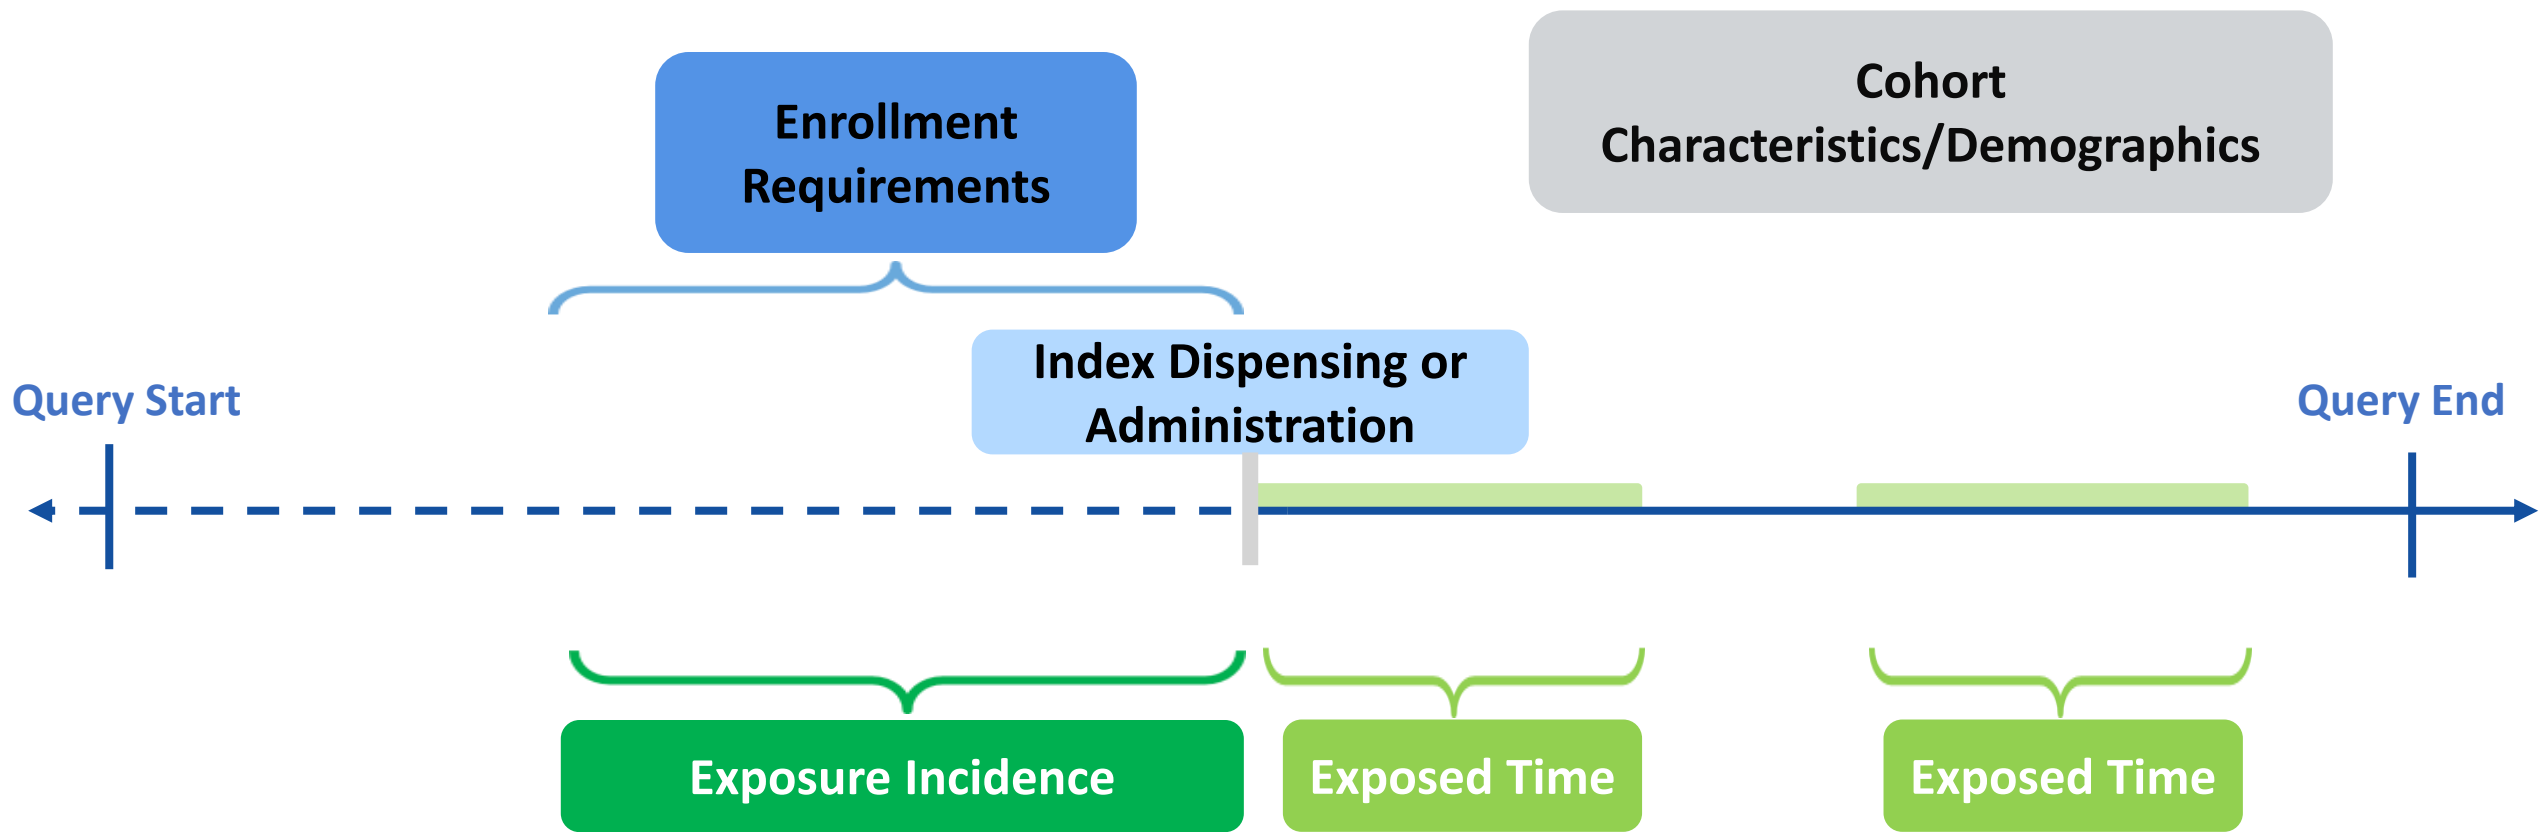 Cohort
Characteristics/Demographics
Enrollment
Requirements
Index Dispensing or
Administration
Query Start
Query End
Exposure Incidence
Exposed Time
Exposed Time